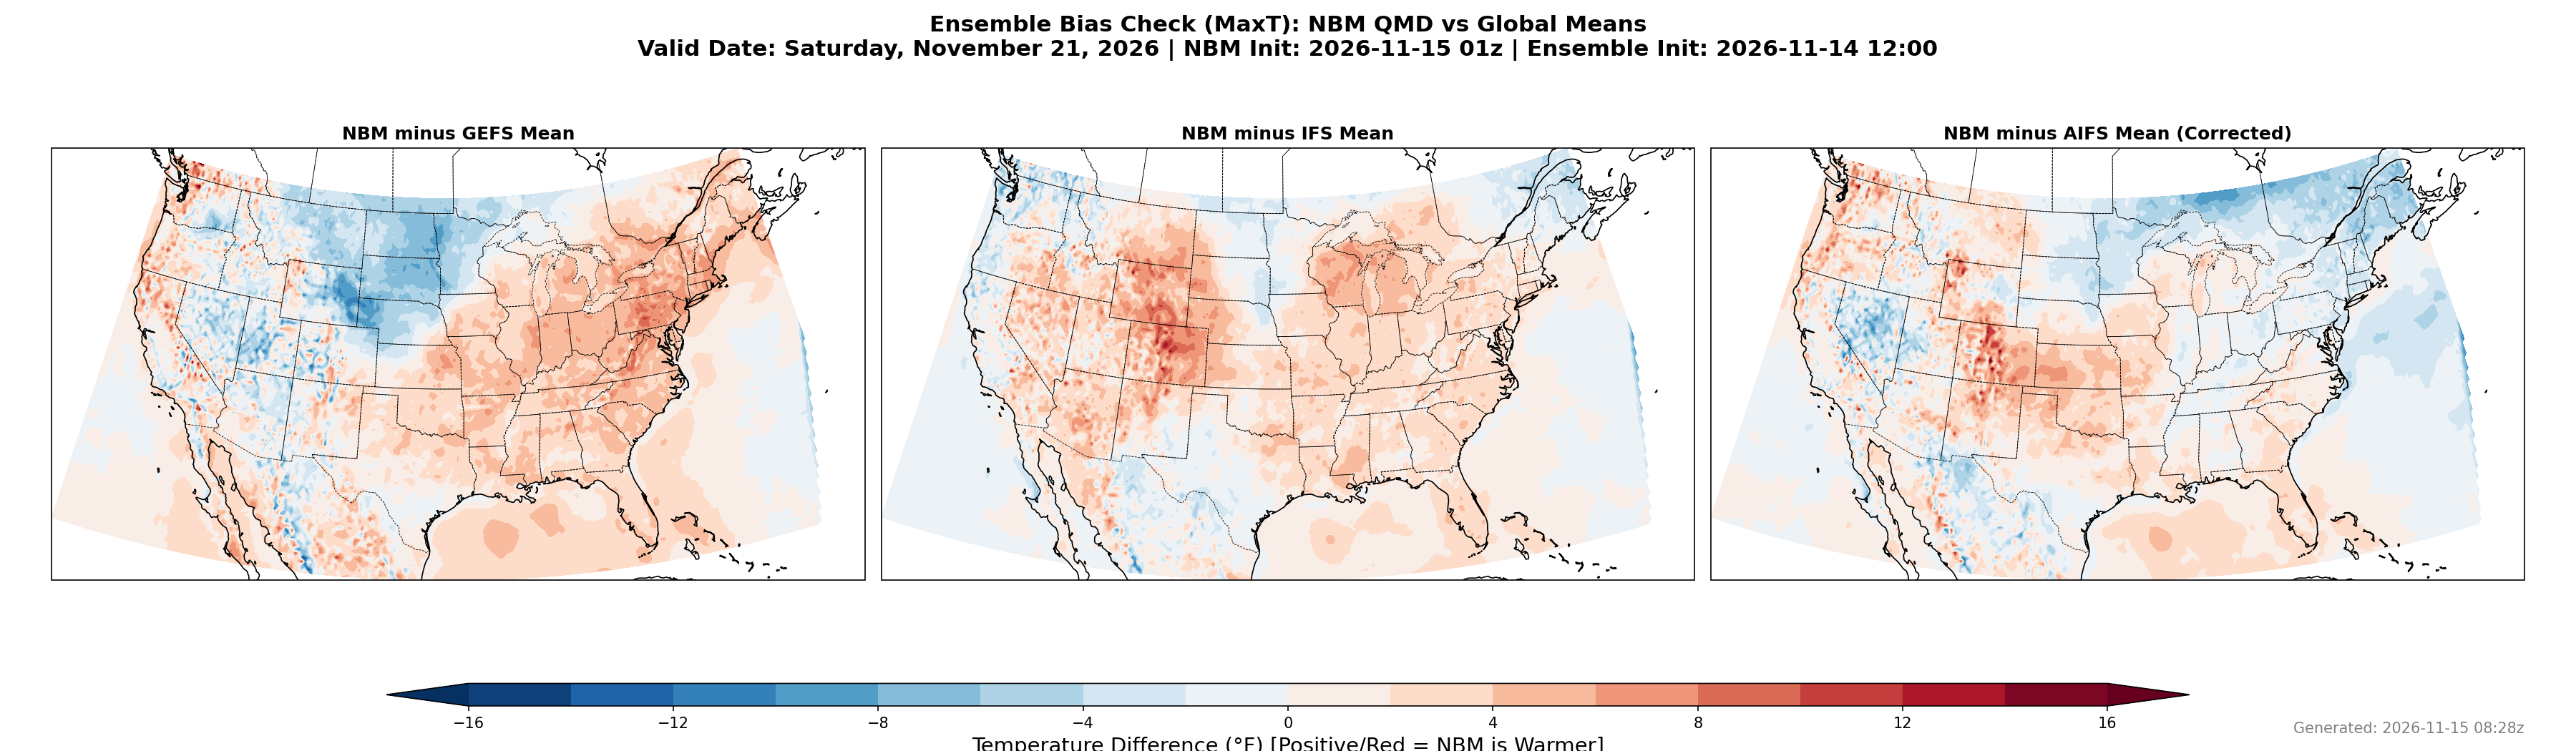 Ensemble Bias Check (MaxT): NBM QMD vs Global Means
Valid Date: Saturday, November 21, 2026 | NBM Init: 2026-11-15 01z | Ensemble Init: 2026-11-14 12:00
NBM minus GEFS Mean
NBM minus IFS Mean
NBM minus AIFS Mean (Corrected)
−16 −12 −8 −4 0 4 8 12 16
Temperature Difference (°F) [Positive/Red = NBM is Warmer]
Generated: 2026-11-15 08:28z